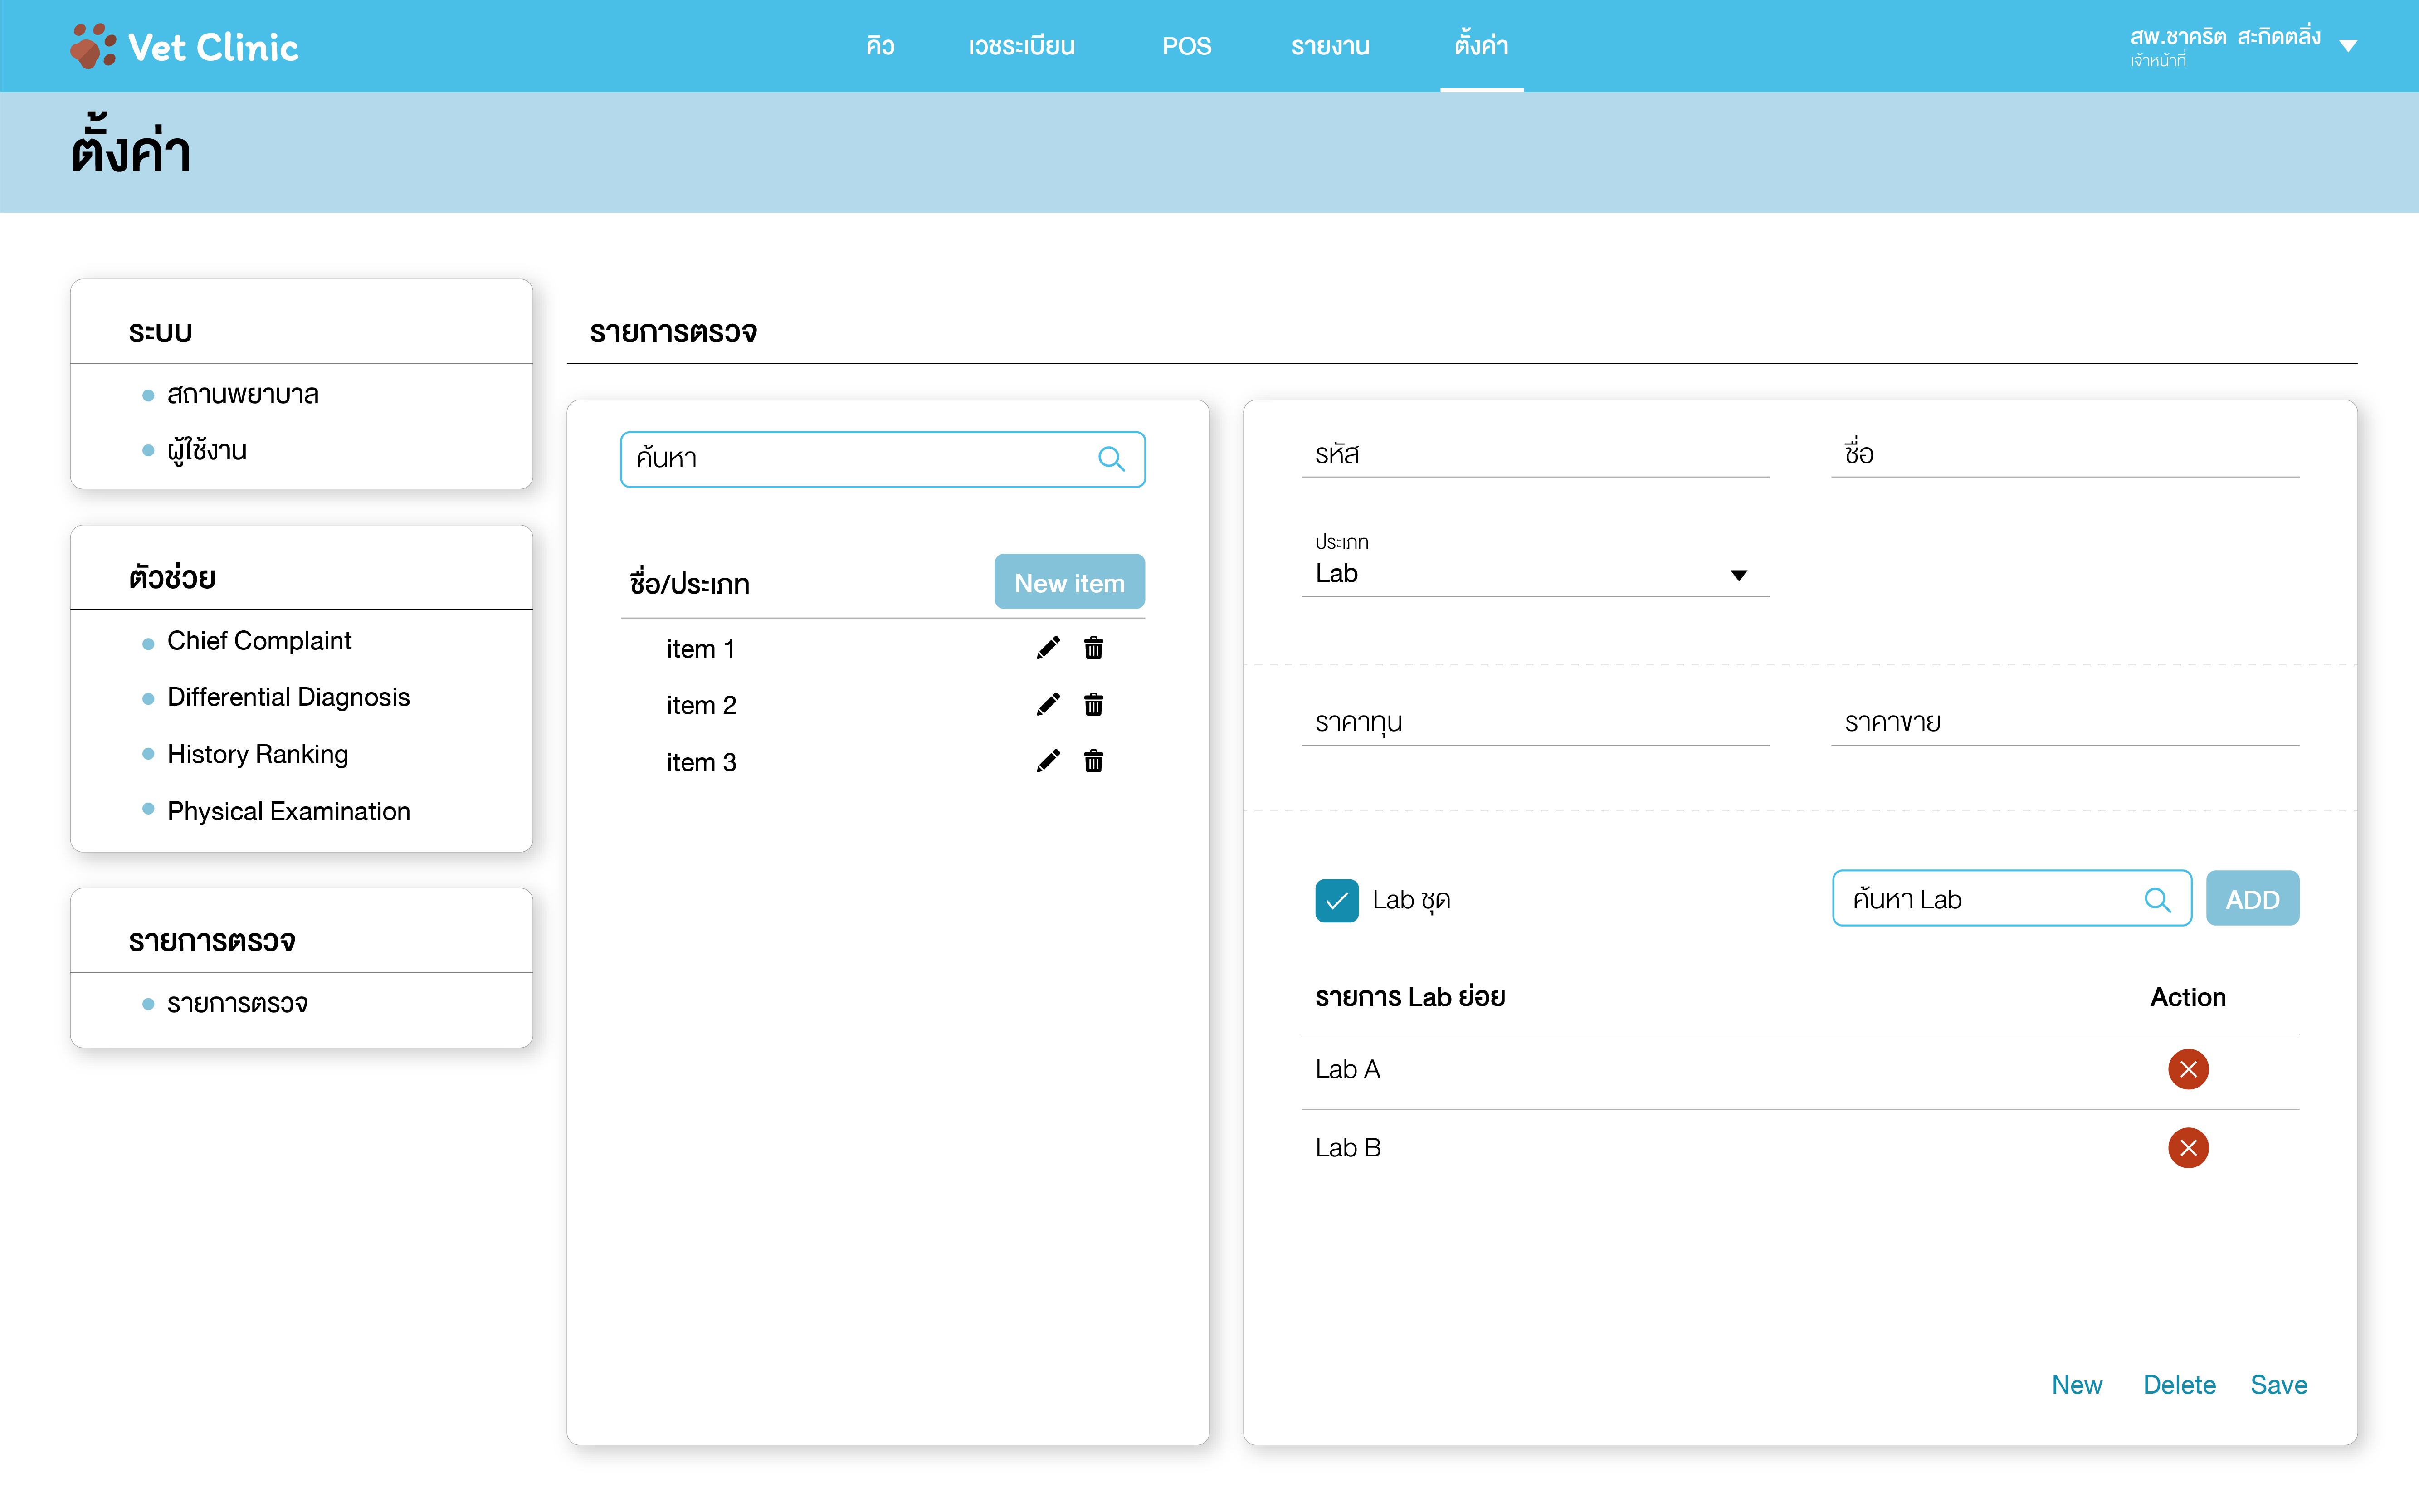 Vet Clinic
คิว
เวชระเบียน
POS
รายงาน
ตั้งค่า
สพ.ชาคริต สะกิดตลิ่ง
เจ้าหน้าที่
ตั้งค่า
ระบบ
สถานพยาบาล
ผู้ใช้งาน
ตัวช่วย
Chief Complaint
Differential Diagnosis
History Ranking
Physical Examination
รายการตรวจ
รายการตรวจ
รายการตรวจ
ค้นหา
ชื่อ/ประเภท
New item
item 1
item 2
item 3
รหัส
ชื่อ
ประเภท
Lab
ราคาทุน
ราคาขาย
Lab ชุด
ค้นหา Lab
ADD
รายการ Lab ย่อย
Action
Lab A
Lab B
New
Delete
Save